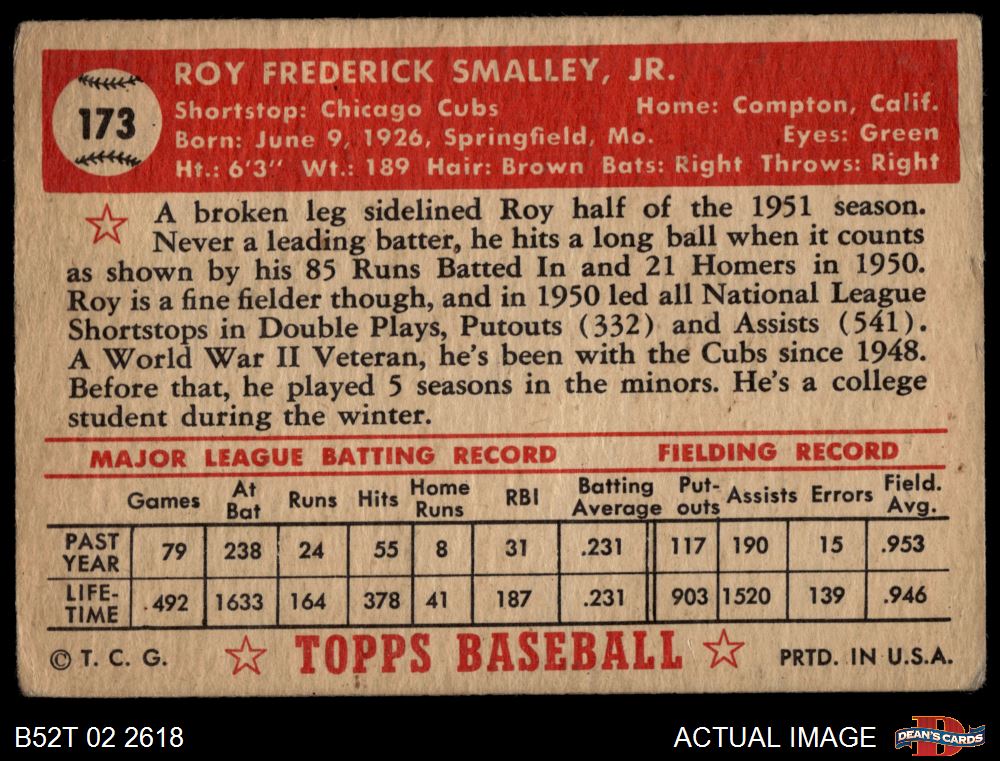 173
ROY FREDERICK SMALLEY, JR.
Shortstop: Chicago Cubs Home: Compton, Calif.
Born: June 9, 1926, Springfield, Mo. Eyes: Green
Ht.: 6'3" Wt.: 189 Hair: Brown Bats: Right Throws: Right
A broken leg sidelined Roy half of the 1951 season.
Never a leading batter, he hits a long ball when it counts
as shown by his 85 Runs Batted In and 21 Homers in 1950.
Roy is a fine fielder though, and in 1950 led all National League
Shortstops in Double Plays, Putouts (332) and Assists (541).
A World War II Veteran, he's been with the Cubs since 1948.
Before that, he played 5 seasons in the minors. He's a college
student during the winter.
MAJOR LEAGUE BATTING RECORD FIELDING RECORD
Games At Bat Runs Hits Home Runs RBI Batting Average Put-outs Assists Errors Field. Avg.
PAST YEAR 79 238 24 55 8 31 .231 117 190 15 .953
LIFE-TIME 492 1633 164 378 41 187 .231 903 1520 139 .946
© T. C. G. TOPPS BASEBALL PRTD. IN U.S.A.
B52T 02 2618 ACTUAL IMAGE DEAN'S CARDS